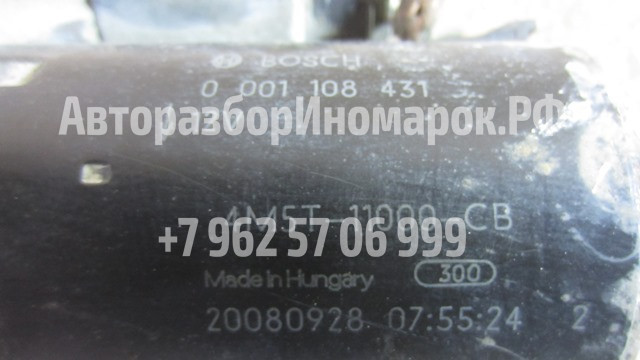 BOSCH
0 001 108 431
АвторазборИномарок.РФ
4M5T-11000-CB
+7 962 57 06 999
Made in Hungary 300
20080928 07:55:24 2